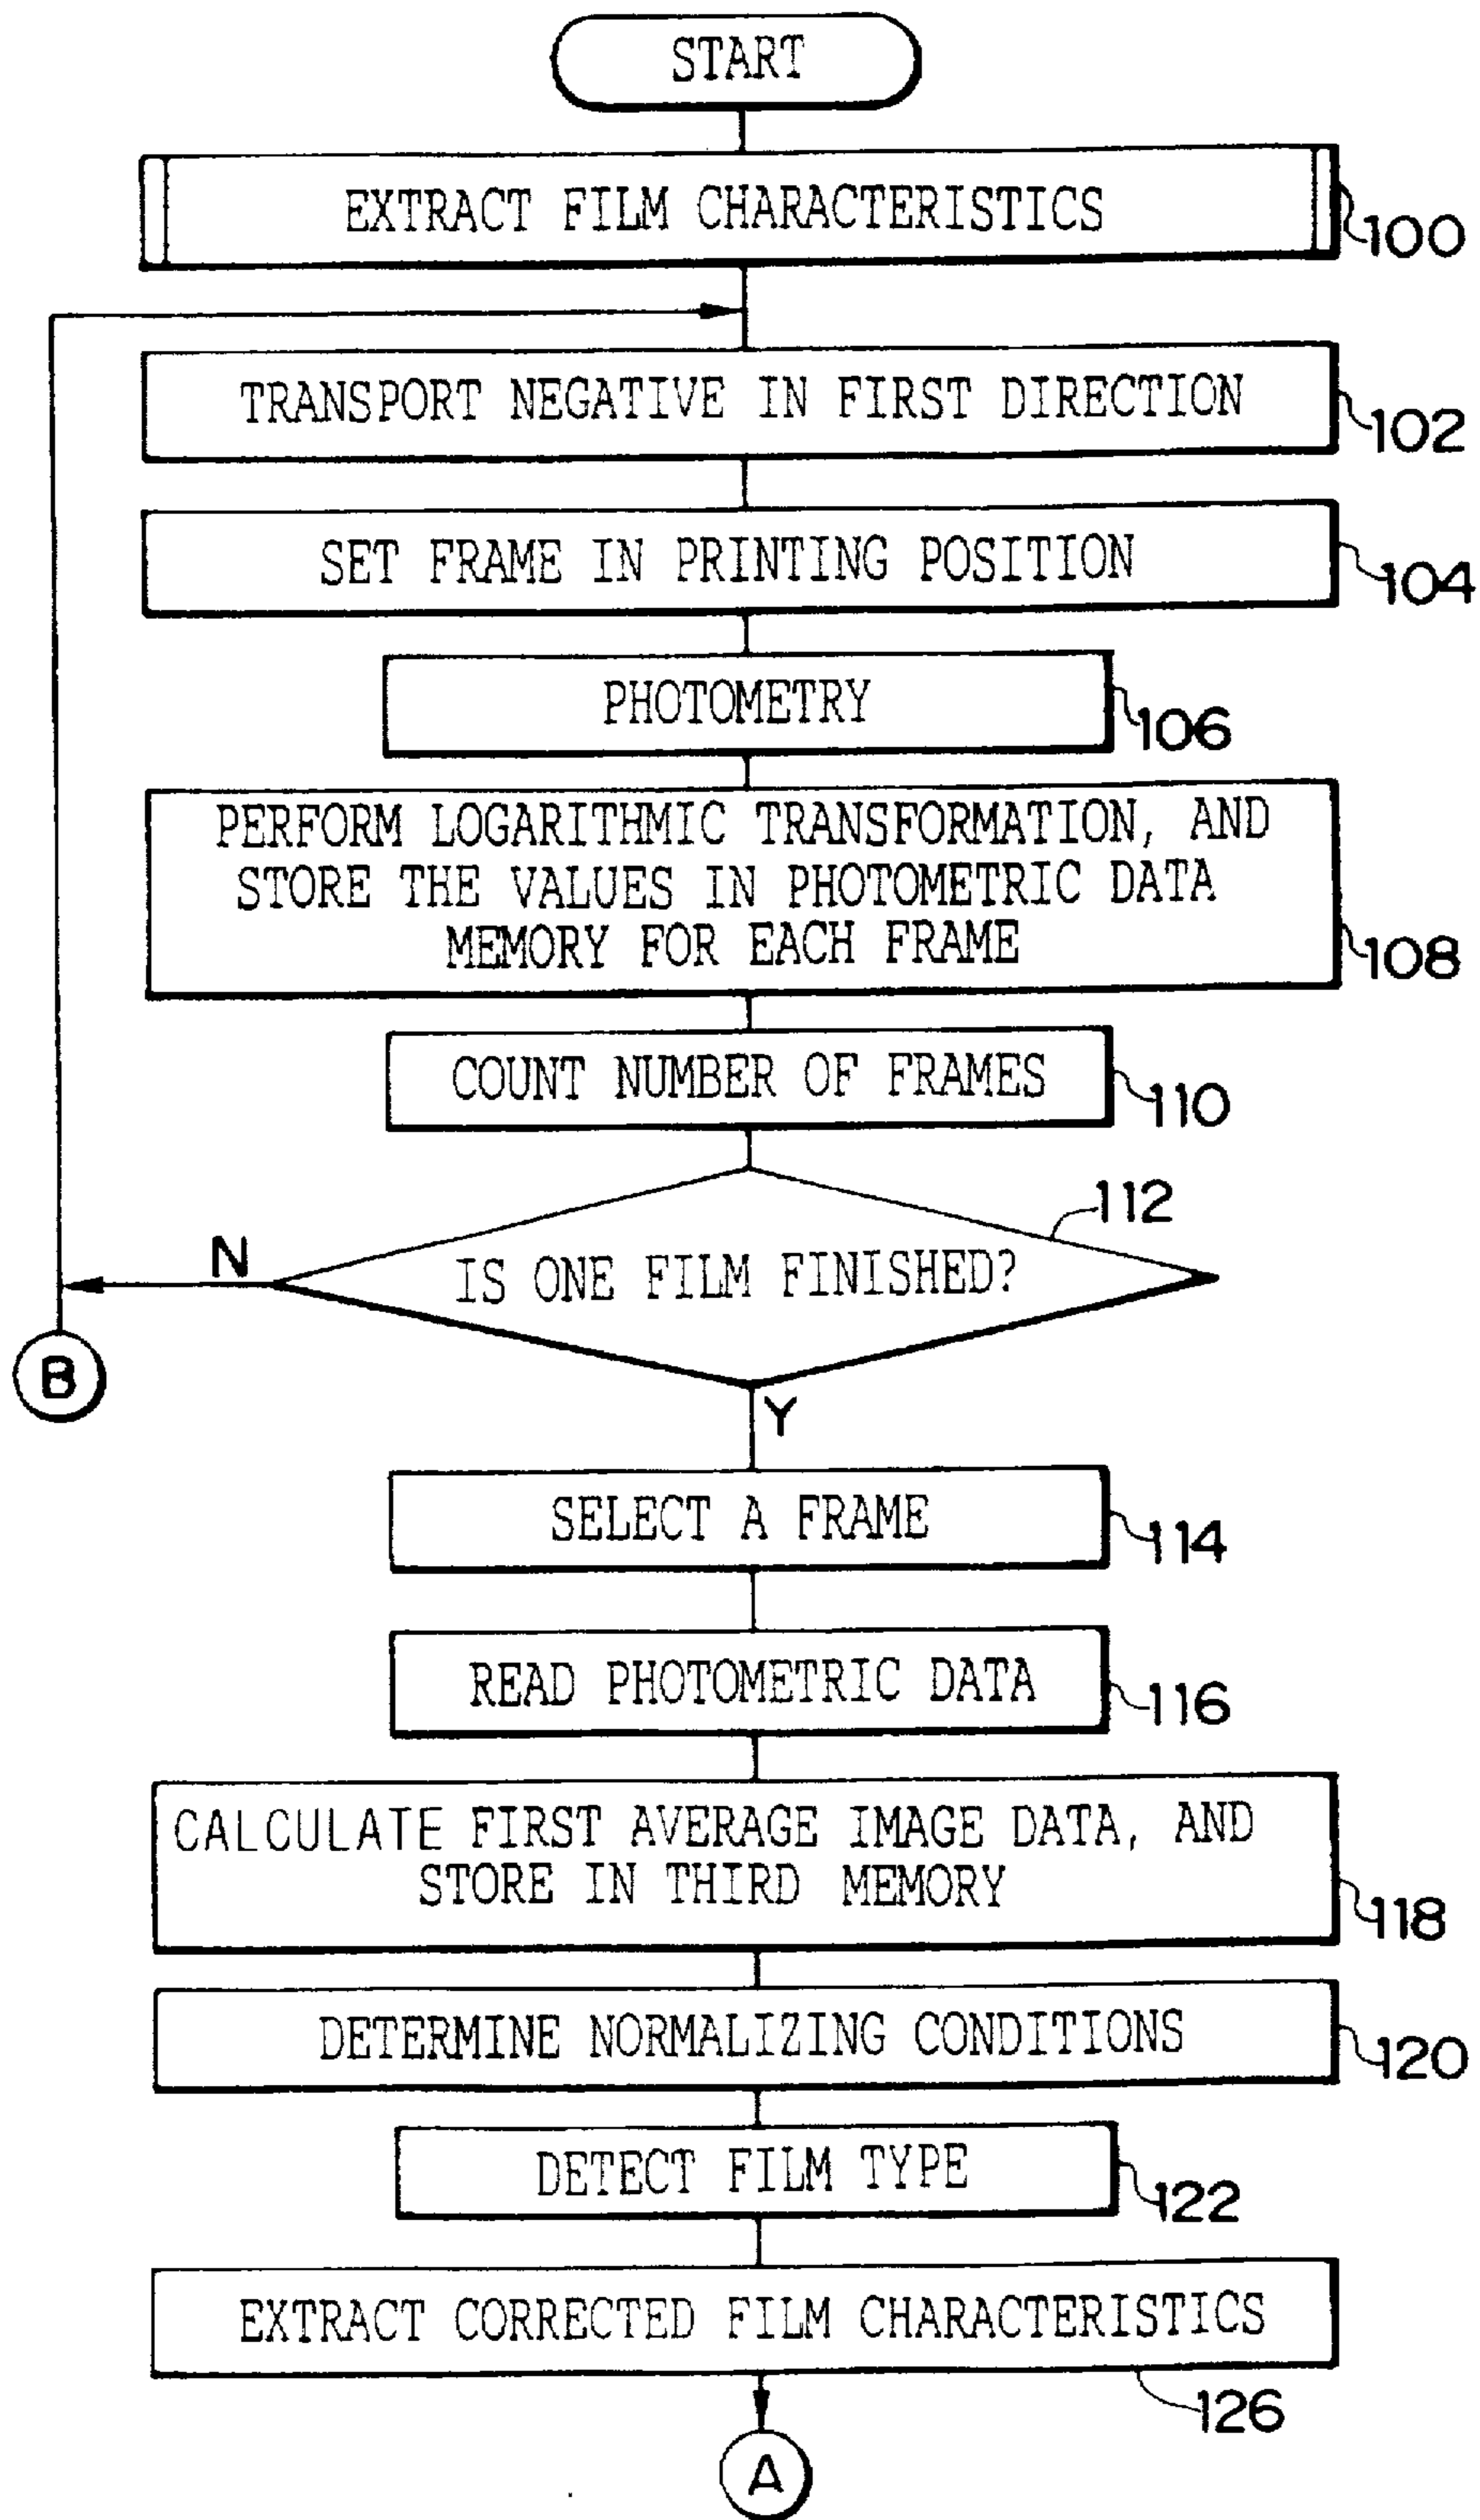 START
EXTRACT FILM CHARACTERISTICS
100
TRANSPORT NEGATIVE IN FIRST DIRECTION
102
SET FRAME IN PRINTING POSITION
104
PHOTOMETRY
106
PERFORM LOGARITHMIC TRANSFORMATION, AND
STORE THE VALUES IN PHOTOMETRIC DATA
MEMORY FOR EACH FRAME
108
COUNT NUMBER OF FRAMES
110
112
N
IS ONE FILM FINISHED?
B
Y
SELECT A FRAME
114
READ PHOTOMETRIC DATA
116
CALCULATE FIRST AVERAGE IMAGE DATA, AND
STORE IN THIRD MEMORY
118
DETERMINE NORMALIZING CONDITIONS
120
DETECT FILM TYPE
122
EXTRACT CORRECTED FILM CHARACTERISTICS
126
A